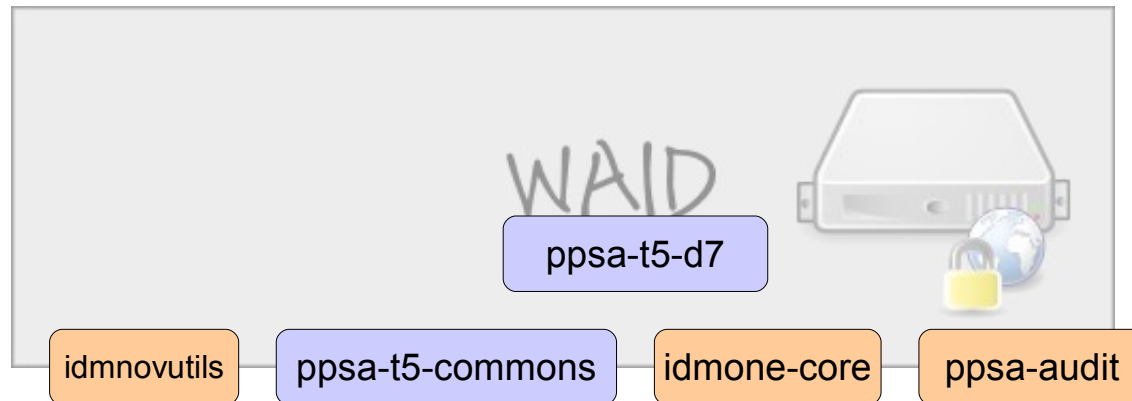 WAID
ppsa-t5-d7
idmnovutils
ppsa-t5-commons
idmone-core
ppsa-audit